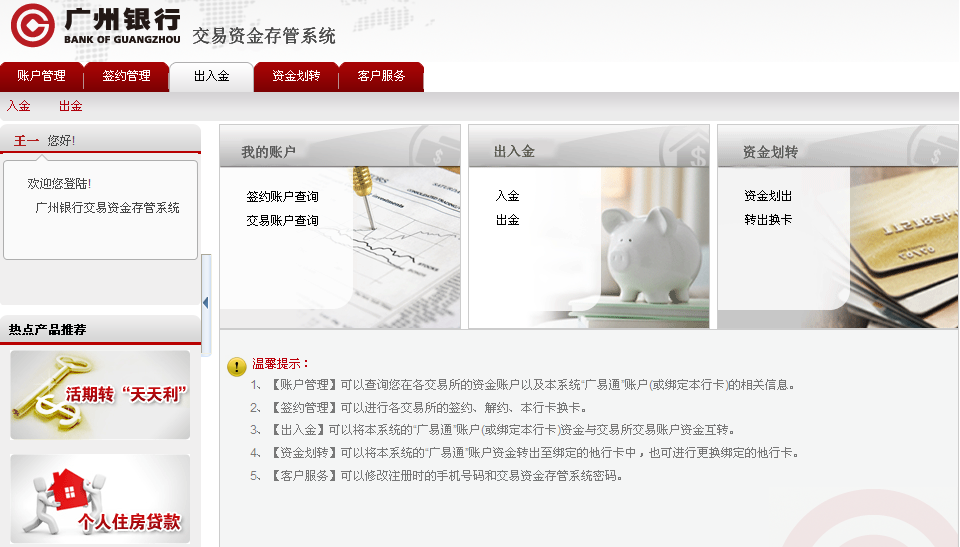 广州银行
BANK OF GUANGZHOU
交易资金存管系统
账户管理
签约管理
出入金
资金划转
客户服务
入金
出金
王一 您好!
欢迎您登陆!
广州银行交易资金存管系统
热点产品推荐
活期转“天天利”
个人住房贷款
我的账户
签约账户查询
交易账户查询
出入金
入金
出金
资金划转
资金划出
转出换卡
温馨提示：
1、【账户管理】可以查询您在各交易所的资金账户以及本系统“广易通”账户(或绑定本行卡)的相关信息。
2、【签约管理】可以进行各交易所的签约、解约、本行卡换卡。
3、【出入金】可以将本系统的“广易通”账户(或绑定本行卡)资金与交易所交易账户资金互转。
4、【资金划转】可以将本系统的“广易通”账户资金转出至绑定的他行卡中，也可进行更换绑定的他行卡。
5、【客户服务】可以修改注册时的手机号码和交易资金存管系统密码。